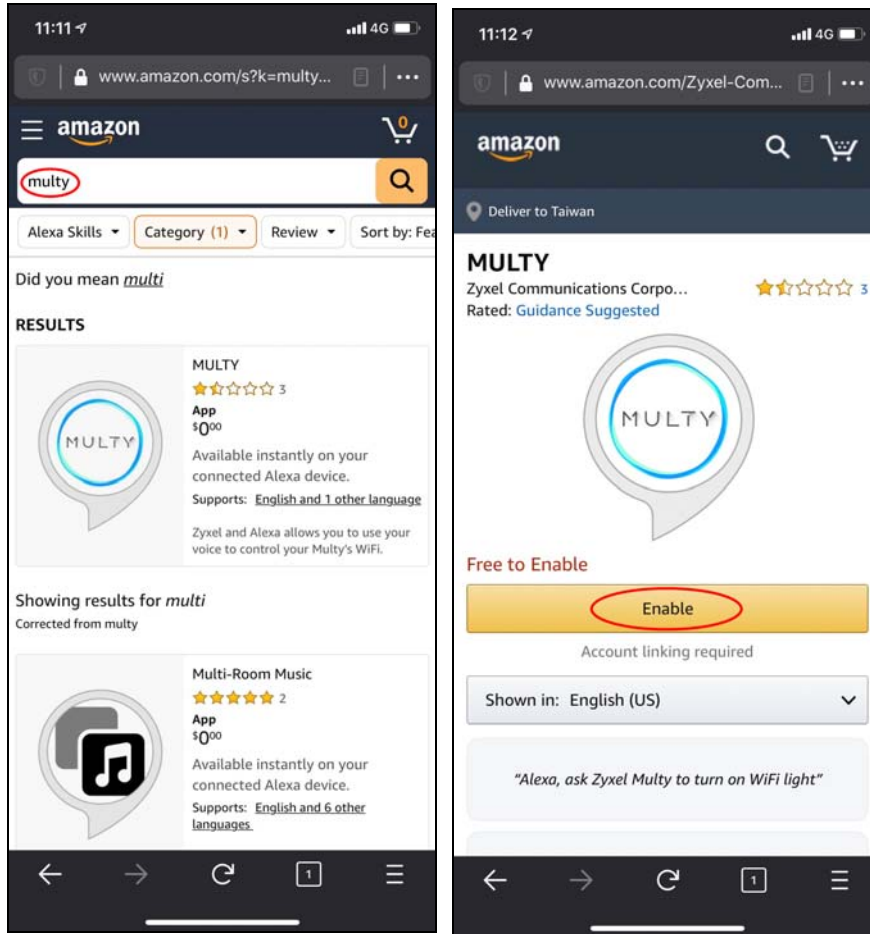 11:11
4G
www.amazon.com/s?k=multy...
amazon
0
multy
Alexa Skills
Category (1)
Review
Sort by: Fea
Did you mean multi
RESULTS
MULTY
MULTY
3
App
$000
Available instantly on your
connected Alexa device.
Supports: English and 1 other language
Zyxel and Alexa allows you to use your
voice to control your Multy's WiFi.
Showing results for multi
Corrected from multy
Multi-Room Music
2
App
$000
Available instantly on your
connected Alexa device.
Supports: English and 6 other
languages
1
11:12
4G
www.amazon.com/Zyxel-Com...
amazon
Deliver to Taiwan
MULTY
Zyxel Communications Corpo...
3
Rated: Guidance Suggested
MULTY
Free to Enable
Enable
Account linking required
Shown in: English (US)
"Alexa, ask Zyxel Multy to turn on WiFi light"
1